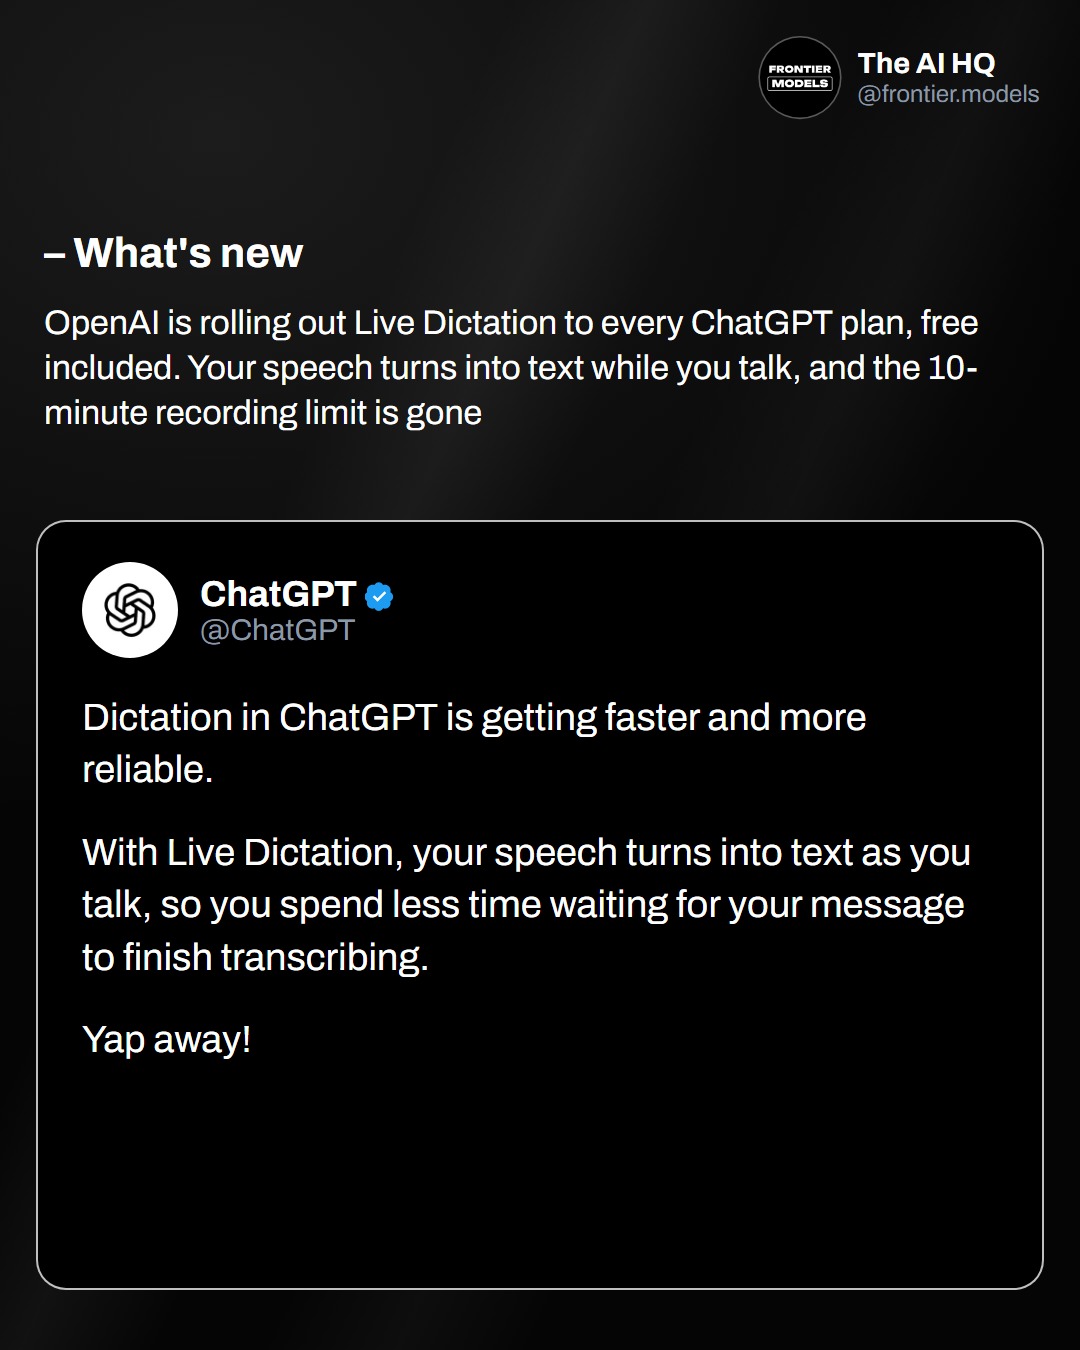 FRONTIER
MODELS
The AI HQ
@frontier.models
– What's new
OpenAI is rolling out Live Dictation to every ChatGPT plan, free
included. Your speech turns into text while you talk, and the 10-
minute recording limit is gone
ChatGPT
@ChatGPT
Dictation in ChatGPT is getting faster and more
reliable.
With Live Dictation, your speech turns into text as you
talk, so you spend less time waiting for your message
to finish transcribing.
Yap away!